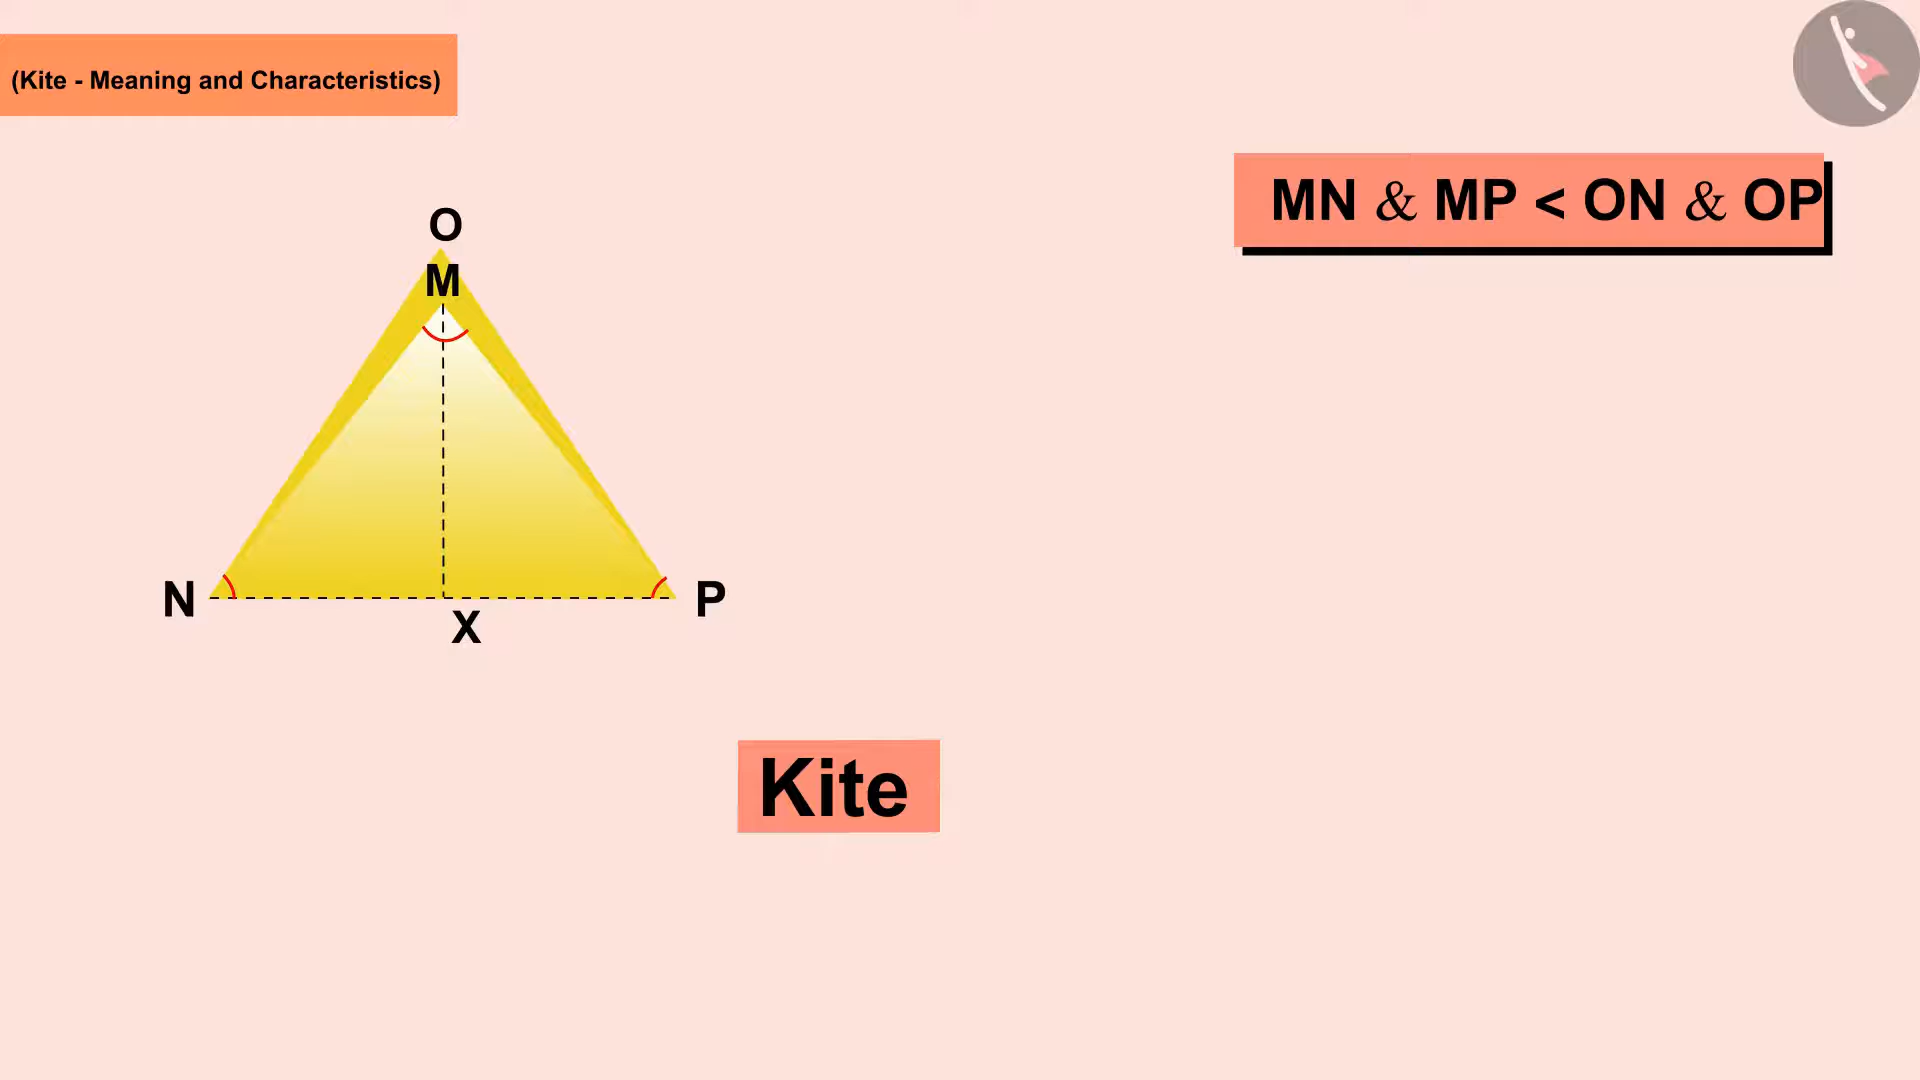 (Kite - Meaning and Characteristics)
MN & MP < ON & OP
O
M
N
P
X
Kite